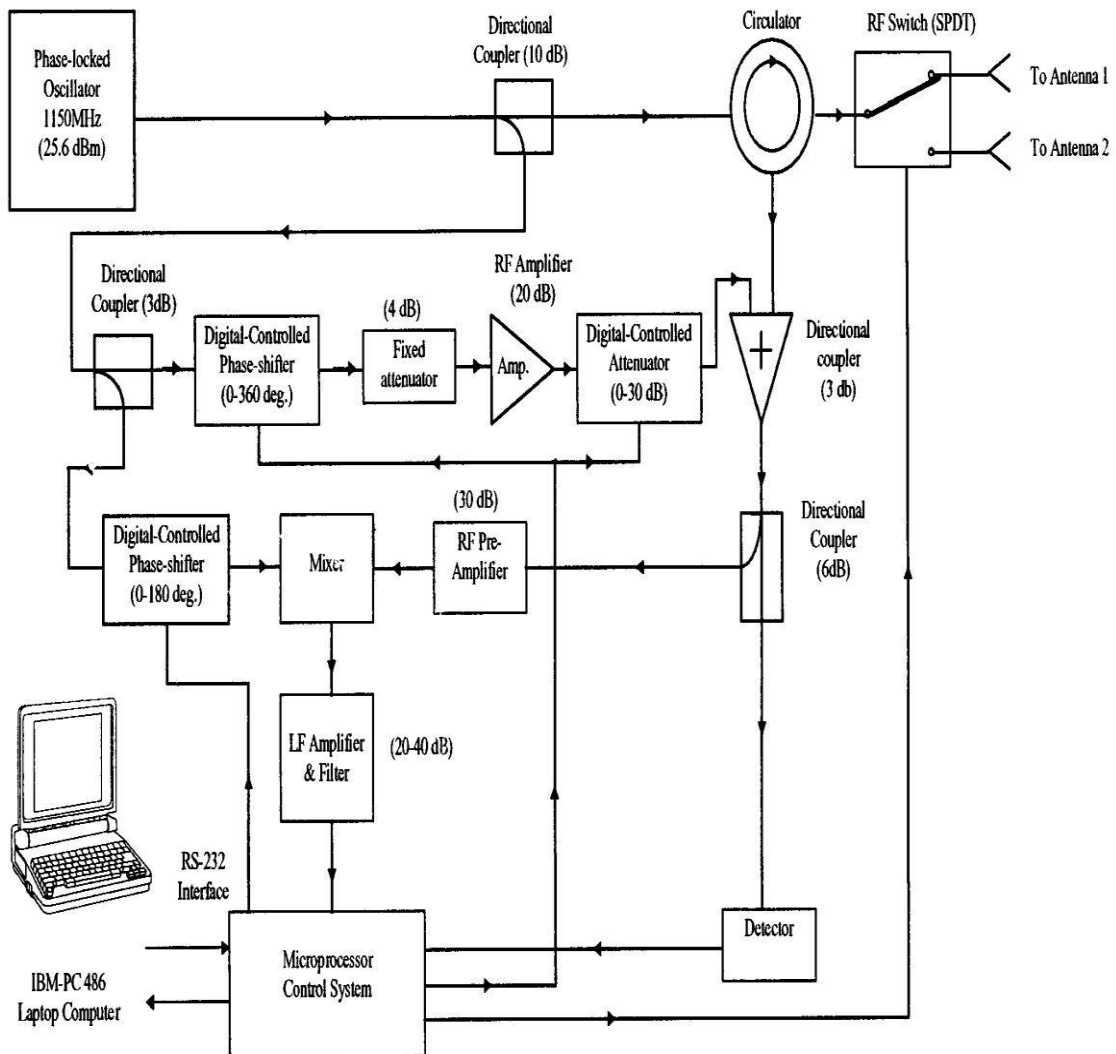 Phase-locked
Oscillator
1150MHz
(25.6 dBm)
Directional
Coupler (10 dB)
Circulator
RF Switch (SPDT)
To Antenna 1
To Antenna 2
Directional
Coupler (3dB)
Digital-Controlled
Phase-shifter
(0-360 deg.)
(4 dB)
Fixed
attenuator
RF Amplifier
(20 dB)
Amp.
Digital-Controlled
Attenuator
(0-30 dB)
+
Directional
coupler
(3 db)
Digital-Controlled
Phase-shifter
(0-180 deg.)
Mixer
(30 dB)
RF Pre-
Amplifier
Directional
Coupler
(6dB)
LF Amplifier
& Filter
(20-40 dB)
RS-232
Interface
IBM-PC 486
Laptop Computer
Microprocessor
Control System
Detector